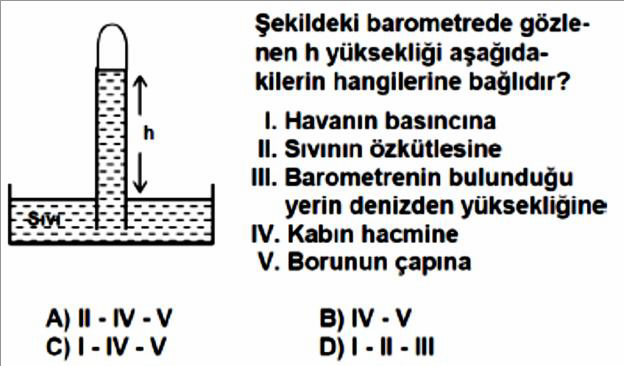 Şekildeki barometrede gözle-
nen h yüksekliği aşağıda-
kilerin hangilerine bağlıdır?
I. Havanın basıncına
II. Sıvının özkütlesine
III. Barometrenin bulunduğu
yerin denizden yüksekliğine
IV. Kabın hacmine
V. Borunun çapına
h
Sıvı
A) II - IV - V
B) IV - V
C) I - IV - V
D) I - II - III